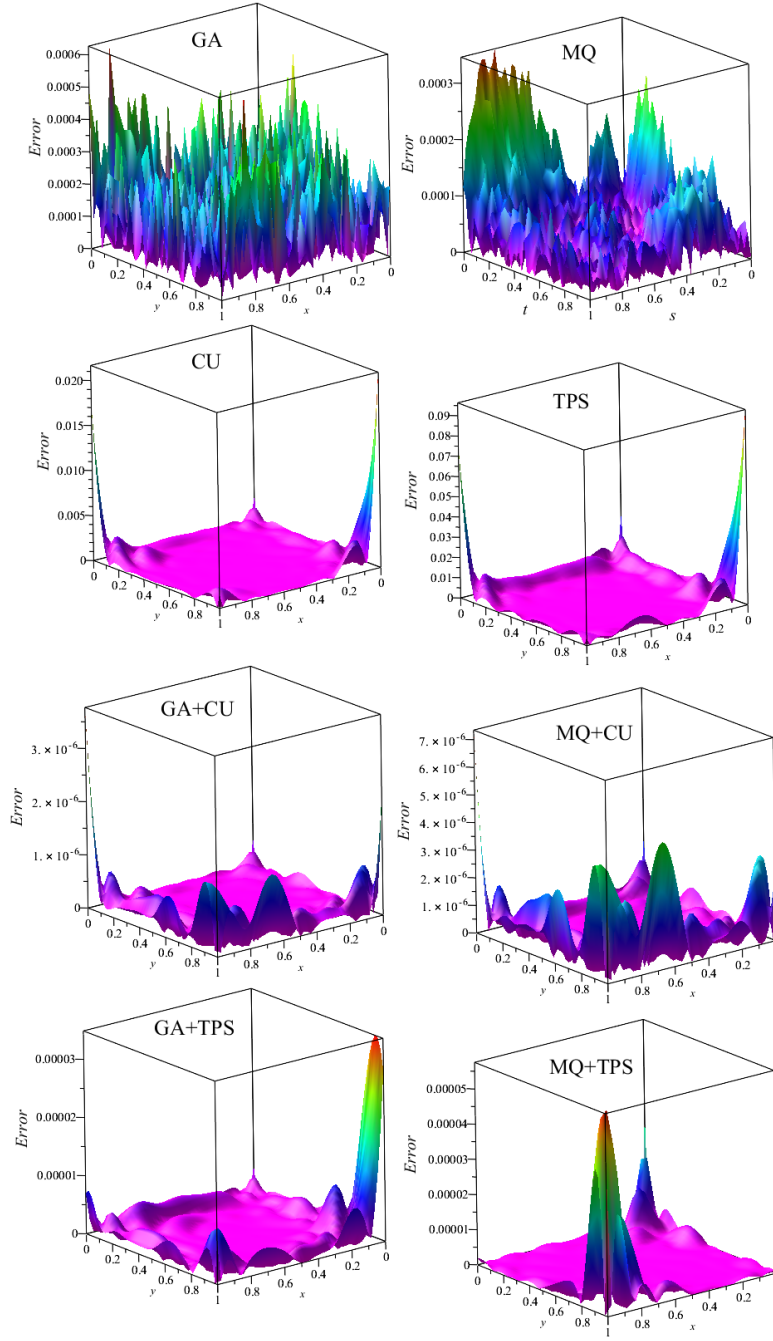 GA
0.0006
0.0005
0.0004
0.0003
0.0002
0.0001
0
Error
0 0.2 0.4 0.6 0.8 1
y
0.8 0.6 0.4 0.2 0
x
MQ
0.0003
0.0002
0.0001
0
Error
0 0.2 0.4 0.6 0.8 1
t
0.8 0.6 0.4 0.2 0
s
CU
0.020
0.015
0.010
0.005
0
Error
0 0.2 0.4 0.6 0.8 1
y
0.8 0.6 0.4 0.2 0
x
TPS
0.09
0.08
0.07
0.06
0.05
0.04
0.03
0.02
0.01
0
Error
0 0.2 0.4 0.6 0.8 1
y
0.8 0.6 0.4 0.2 0
x
GA+CU
3. × 10⁻⁶
2. × 10⁻⁶
1. × 10⁻⁶
0
Error
0 0.2 0.4 0.6 0.8 1
y
0.8 0.6 0.4 0.2 0
x
MQ+CU
7. × 10⁻⁶
6. × 10⁻⁶
5. × 10⁻⁶
4. × 10⁻⁶
3. × 10⁻⁶
2. × 10⁻⁶
1. × 10⁻⁶
0
Error
0 0.2 0.4 0.6 0.8 1
y
0.8 0.6 0.4 0.2 0
x
GA+TPS
0.00003
0.00002
0.00001
0
Error
0 0.2 0.4 0.6 0.8 1
y
0.8 0.6 0.4 0.2 0
x
MQ+TPS
0.00005
0.00004
0.00003
0.00002
0.00001
0
Error
0 0.2 0.4 0.6 0.8 1
y
0.8 0.6 0.4 0.2 0
x